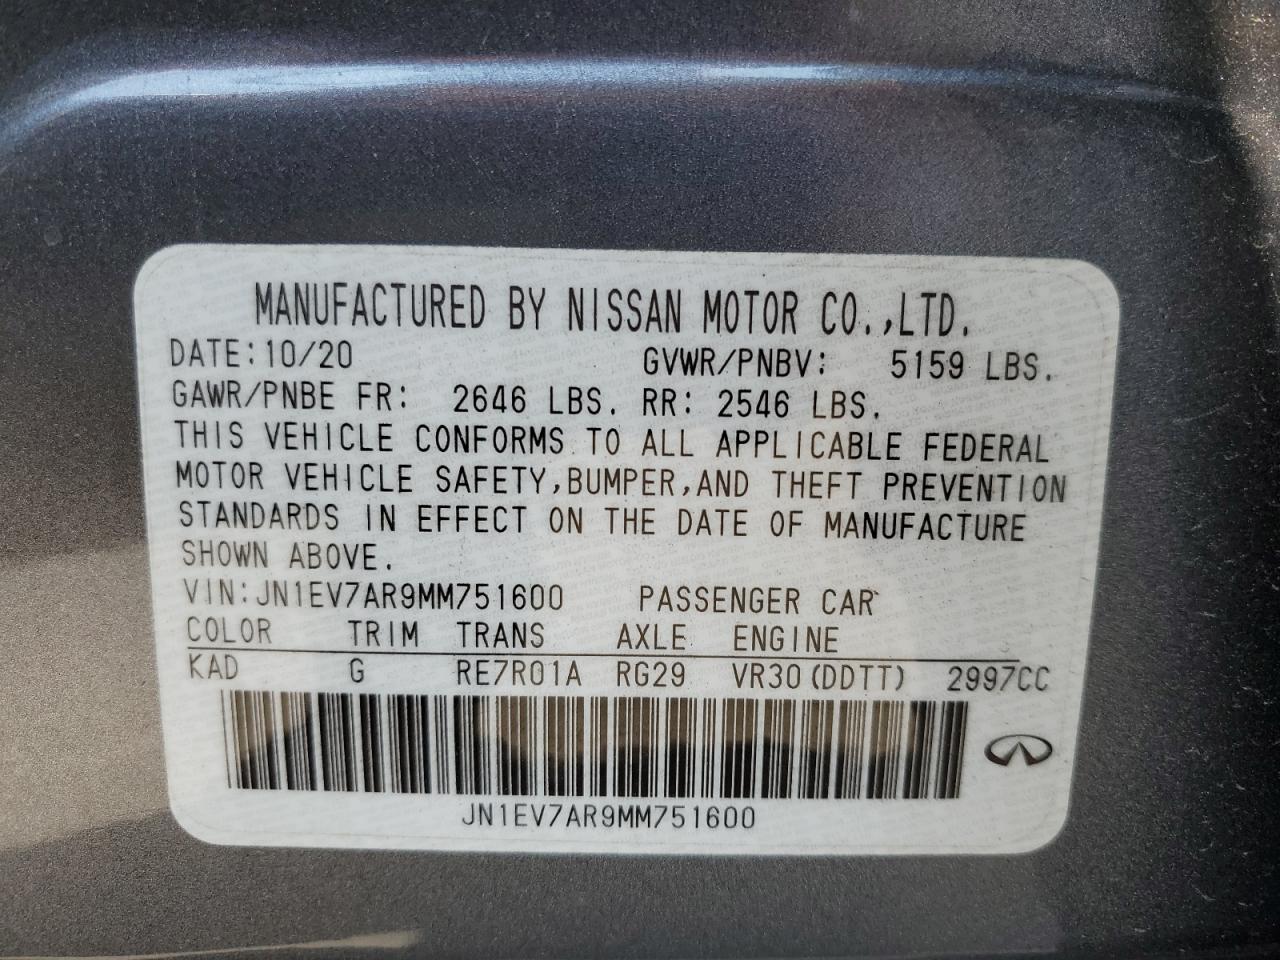 MANUFACTURED BY NISSAN MOTOR CO.,LTD.
DATE:10/20 GVWR/PNBV: 5159 LBS.
GAWR/PNBE FR: 2646 LBS. RR: 2546 LBS.
THIS VEHICLE CONFORMS TO ALL APPLICABLE FEDERAL
MOTOR VEHICLE SAFETY,BUMPER,AND THEFT PREVENTION
STANDARDS IN EFFECT ON THE DATE OF MANUFACTURE
SHOWN ABOVE.
VIN:JN1EV7AR9MM751600 PASSENGER CAR
COLOR TRIM TRANS AXLE ENGINE
KAD G RE7R01A RG29 VR30(DDTT) 2997CC
JN1EV7AR9MM751600